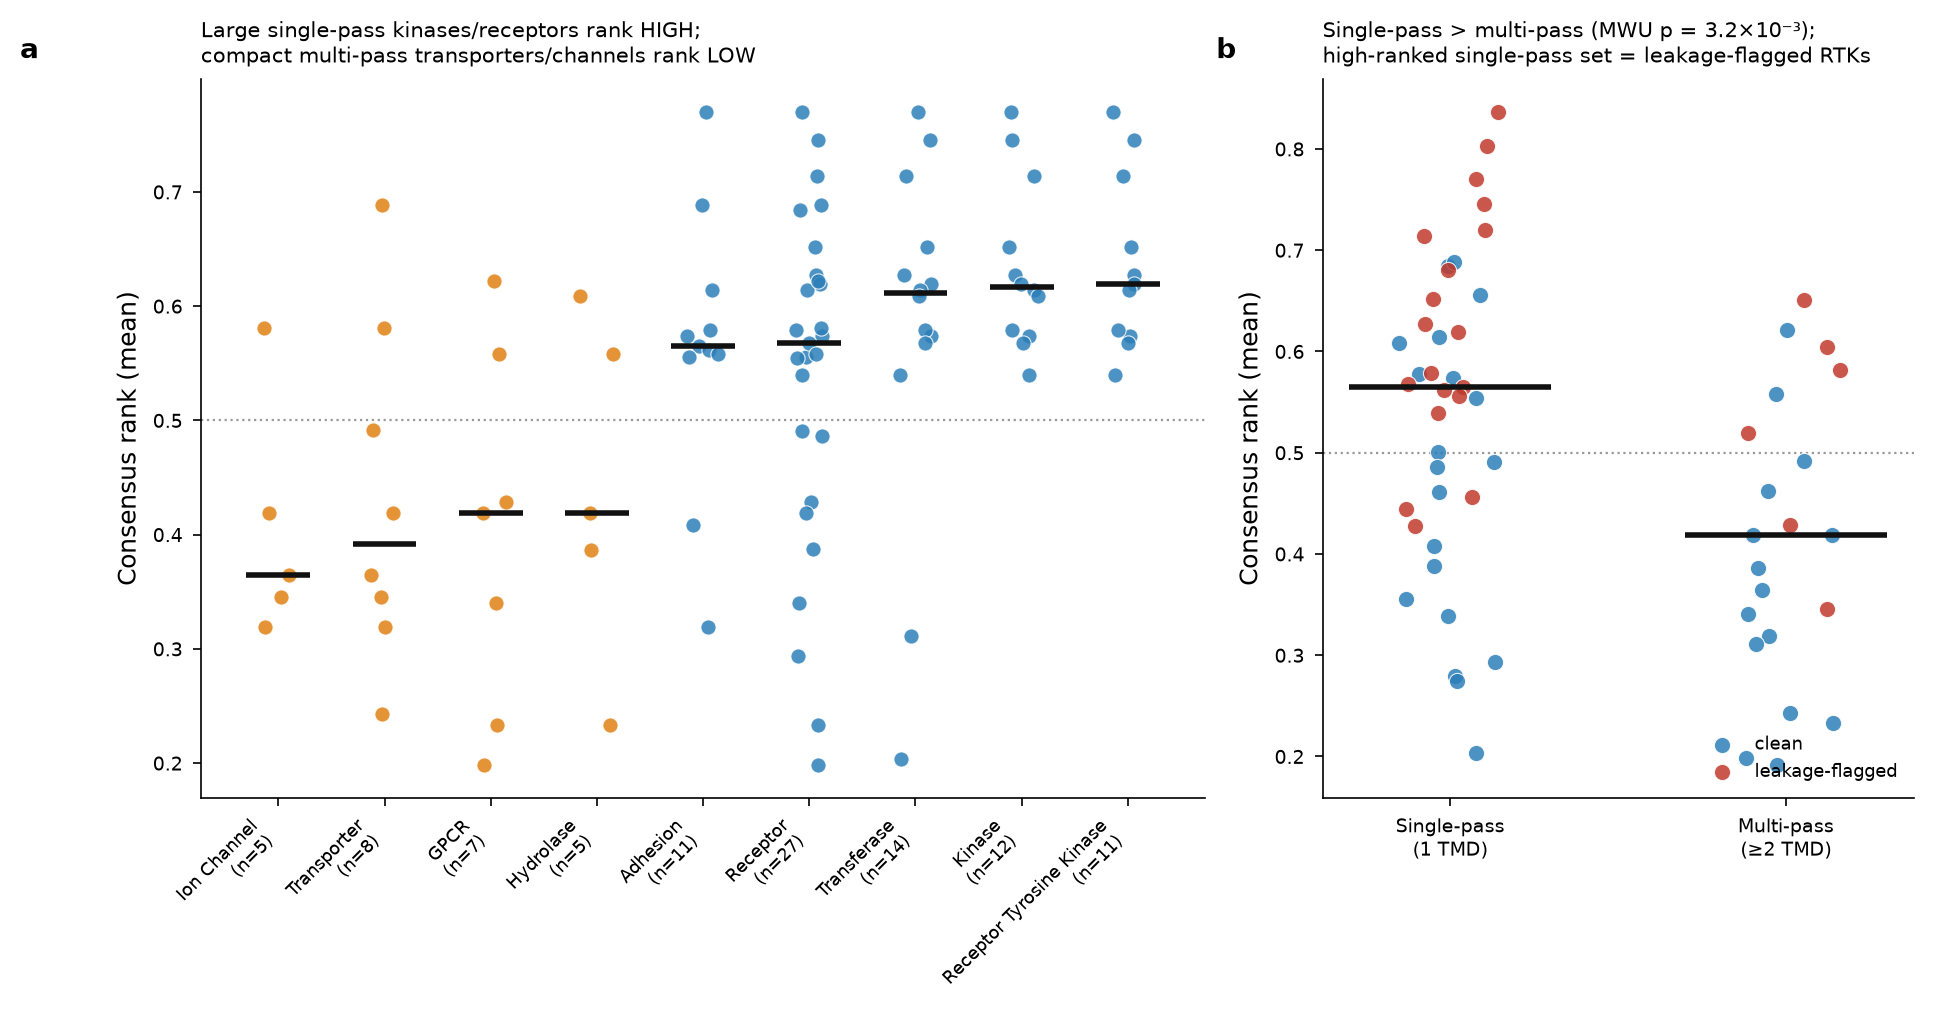 a
Large single-pass kinases/receptors rank HIGH;
compact multi-pass transporters/channels rank LOW
Consensus rank (mean)
0.7
0.6
0.5
0.4
0.3
0.2
Ion Channel
(n=5)
Transporter
(n=8)
GPCR
(n=7)
Hydrolase
(n=5)
Adhesion
(n=11)
Receptor
(n=27)
Transferase
(n=14)
Kinase
(n=12)
Receptor Tyrosine Kinase
(n=11)
b
Single-pass > multi-pass (MWU p = 3.2×10⁻³);
high-ranked single-pass set = leakage-flagged RTKs
Consensus rank (mean)
0.8
0.7
0.6
0.5
0.4
0.3
0.2
clean
leakage-flagged
Single-pass
(1 TMD)
Multi-pass
(≥2 TMD)